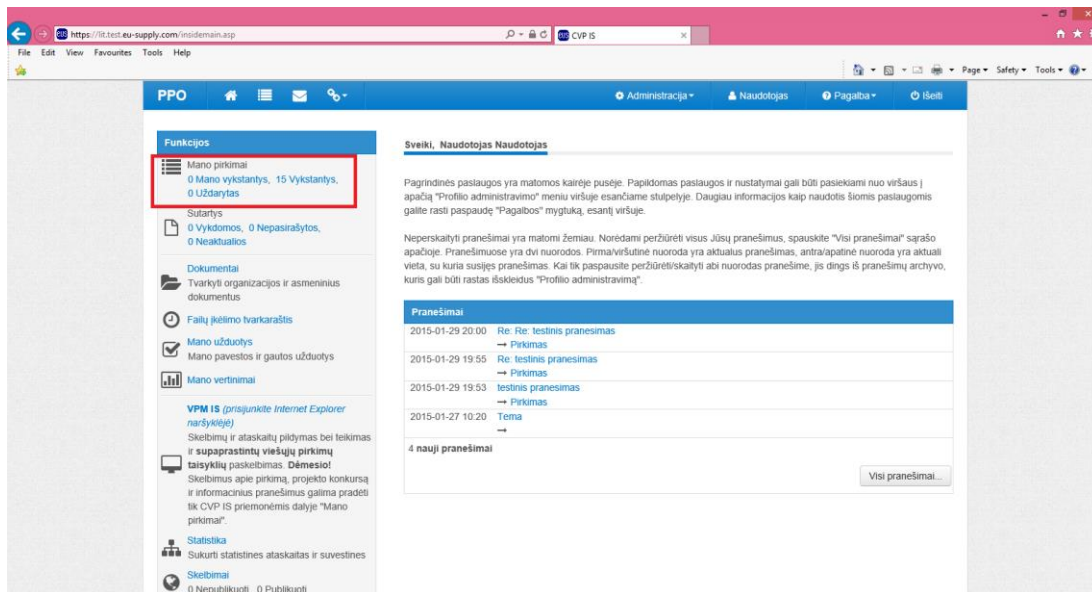 https://lit.test.eu-supply.com/insidemain.asp
CVP IS
File Edit View Favourites Tools Help
Page Safety Tools
PPO
Administracija
Naudotojas
Pagalba
Išeiti
Funkcijos
Mano pirkimai
0 Mano vykstantys, 15 Vykstantys,
0 Uždarytas
Sutartys
0 Vykdomos, 0 Nepasirašytos,
0 Neaktualios
Dokumentai
Tvarkyti organizacijos ir asmeninius
dokumentus
Failų įkėlimo tvarkaraštis
Mano užduotys
Mano pavestos ir gautos užduotys
Mano vertinimai
VPM IS (prisijunkite Internet Explorer
naršyklėje)
Skelbimų ir ataskaitų pildymas bei teikimas
ir supaprastintų viešųjų pirkimų
taisyklių paskelbimas. Dėmesio!
Skelbimus apie pirkimą, projekto konkursą
ir informacinius pranešimus galima pradėti
tik CVP IS priemonėmis dalyje "Mano
pirkimai".
Statistika
Sukurti statistines ataskaitas ir suvestines
Skelbimai
0 Nepublikuoti, 0 Publikuoti
Sveiki, Naudotojas Naudotojas
Pagrindinės paslaugos yra matomos kairėje pusėje. Papildomas paslaugos ir nustatymai gali būti pasiekiami nuo viršaus į
apačią "Profilio administravimo" meniu viršuje esančiame stulpelyje. Daugiau informacijos kaip naudotis šiomis paslaugomis
galite rasti paspaudę "Pagalbos" mygtuką, esantį viršuje.
Neperskaityti pranešimai yra matomi žemiau. Norėdami peržiūrėti visus Jūsų pranešimus, spauskite "Visi pranešimai" sąrašo
apačioje. Pranešimuose yra dvi nuorodos. Pirma/viršutinė nuoroda yra aktualus pranešimas, antra/apatinė nuoroda yra aktuali
vieta, su kuria susijęs pranešimas. Kai tik paspausite peržiūrėti/skaityti abi nuorodas pranešime, jis dings iš pranešimų archyvo,
kuris gali būti rastas išskleidus "Profilio administravimą".
Pranešimai
2015-01-29 20:00 Re: Re: testinis pranesimas
→ Pirkimas
2015-01-29 19:55 Re: testinis pranesimas
→ Pirkimas
2015-01-29 19:53 testinis pranesimas
→ Pirkimas
2015-01-27 10:20 Tema
→
4 nauji pranešimai
Visi pranešimai...